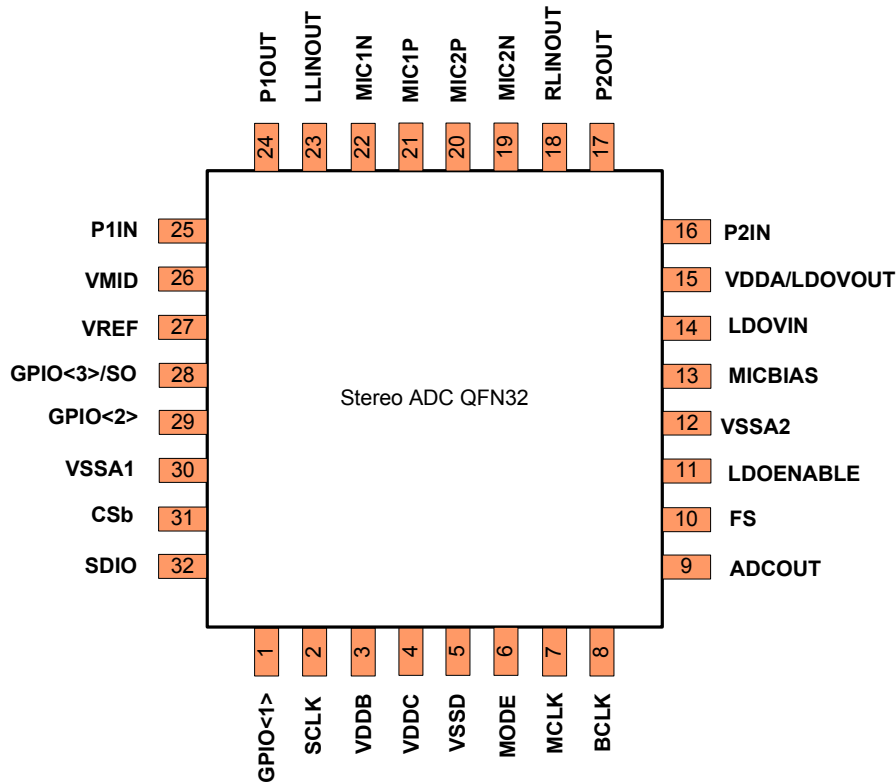 P1OUT
LLINOUT
MIC1N
MIC1P
MIC2P
MIC2N
RLINOUT
P2OUT
24
23
22
21
20
19
18
17
P1IN 25
VMID 26
VREF 27
GPIO<3>/SO 28
GPIO<2> 29
VSSA1 30
CSb 31
SDIO 32
Stereo ADC QFN32
16 P2IN
15 VDDA/LDOVOUT
14 LDOVIN
13 MICBIAS
12 VSSA2
11 LDOENABLE
10 FS
9 ADCOUT
1
2
3
4
5
6
7
8
GPIO<1>
SCLK
VDDB
VDDC
VSSD
MODE
MCLK
BCLK